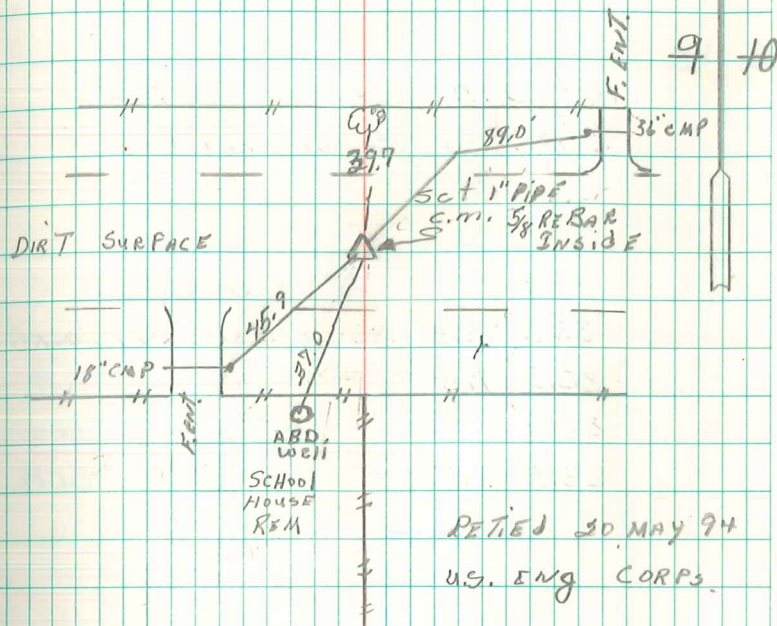 F. ENT.
9 10
89.0'
36" CMP
39.7
Set 1" PIPE
C.M. 5/8 REBAR
INSIDE
DIRT SURFACE
45.9
37.0
18" CMP
F. ENT.
ABD.
WELL
SCHOOL
HOUSE
REM
RETIED 20 MAY 94
U.S. ENG CORPS.